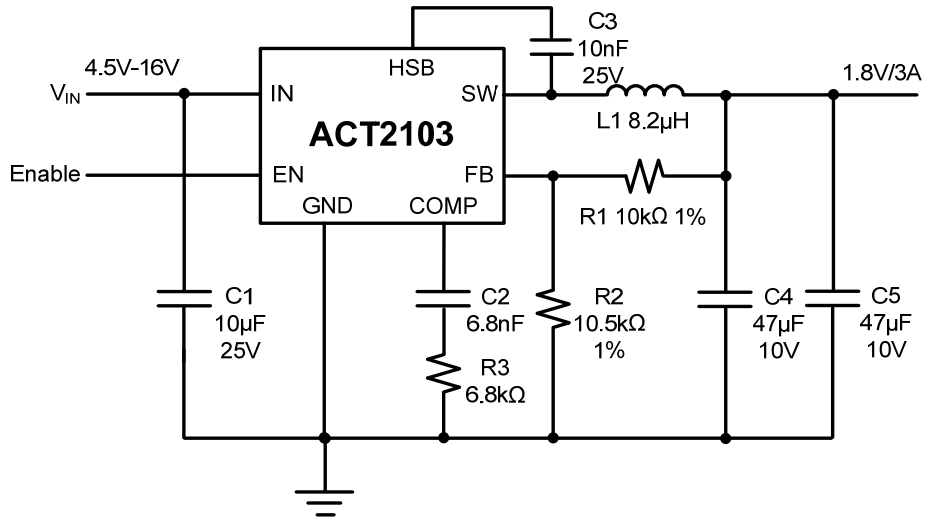 C3
10nF
25V
HSB
4.5V-16V
1.8V/3A
VIN
IN
SW
L1 8.2µH
ACT2103
Enable
EN
FB
GND
COMP
R1 10kΩ 1%
C1
10µF
25V
C2
6.8nF
R2
10.5kΩ
1%
C4
47µF
10V
C5
47µF
10V
R3
6.8kΩ